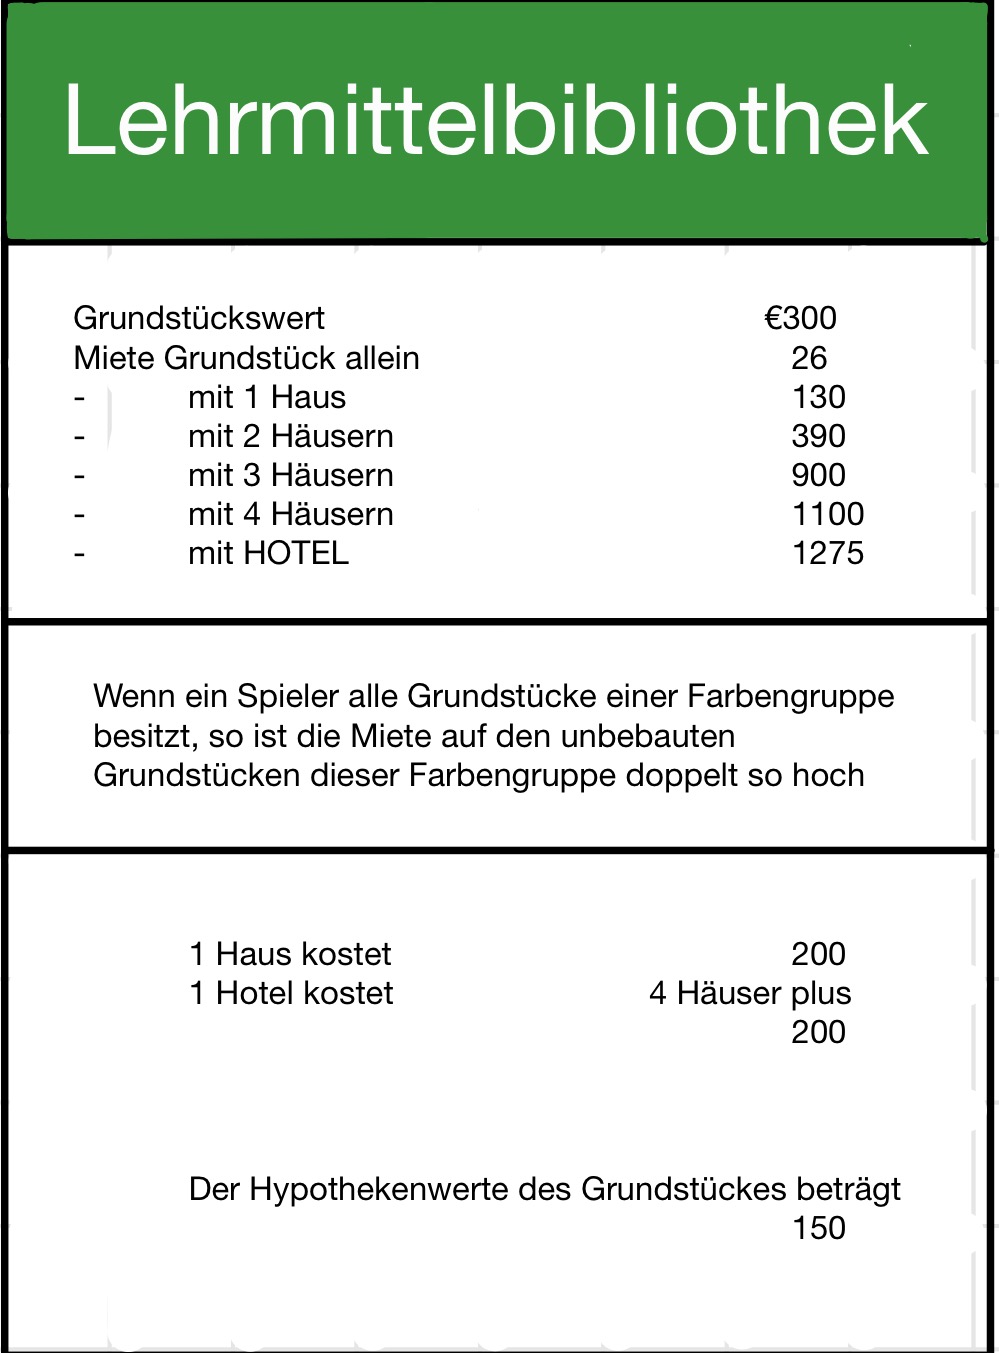 Lehrmittelbibliothek
Grundstückswert €300
Miete Grundstück allein 26
- mit 1 Haus 130
- mit 2 Häusern 390
- mit 3 Häusern 900
- mit 4 Häusern 1100
- mit HOTEL 1275
Wenn ein Spieler alle Grundstücke einer Farbengruppe
besitzt, so ist die Miete auf den unbebauten
Grundstücken dieser Farbengruppe doppelt so hoch
1 Haus kostet 200
1 Hotel kostet 4 Häuser plus
200
Der Hypothekenwerte des Grundstückes beträgt
150